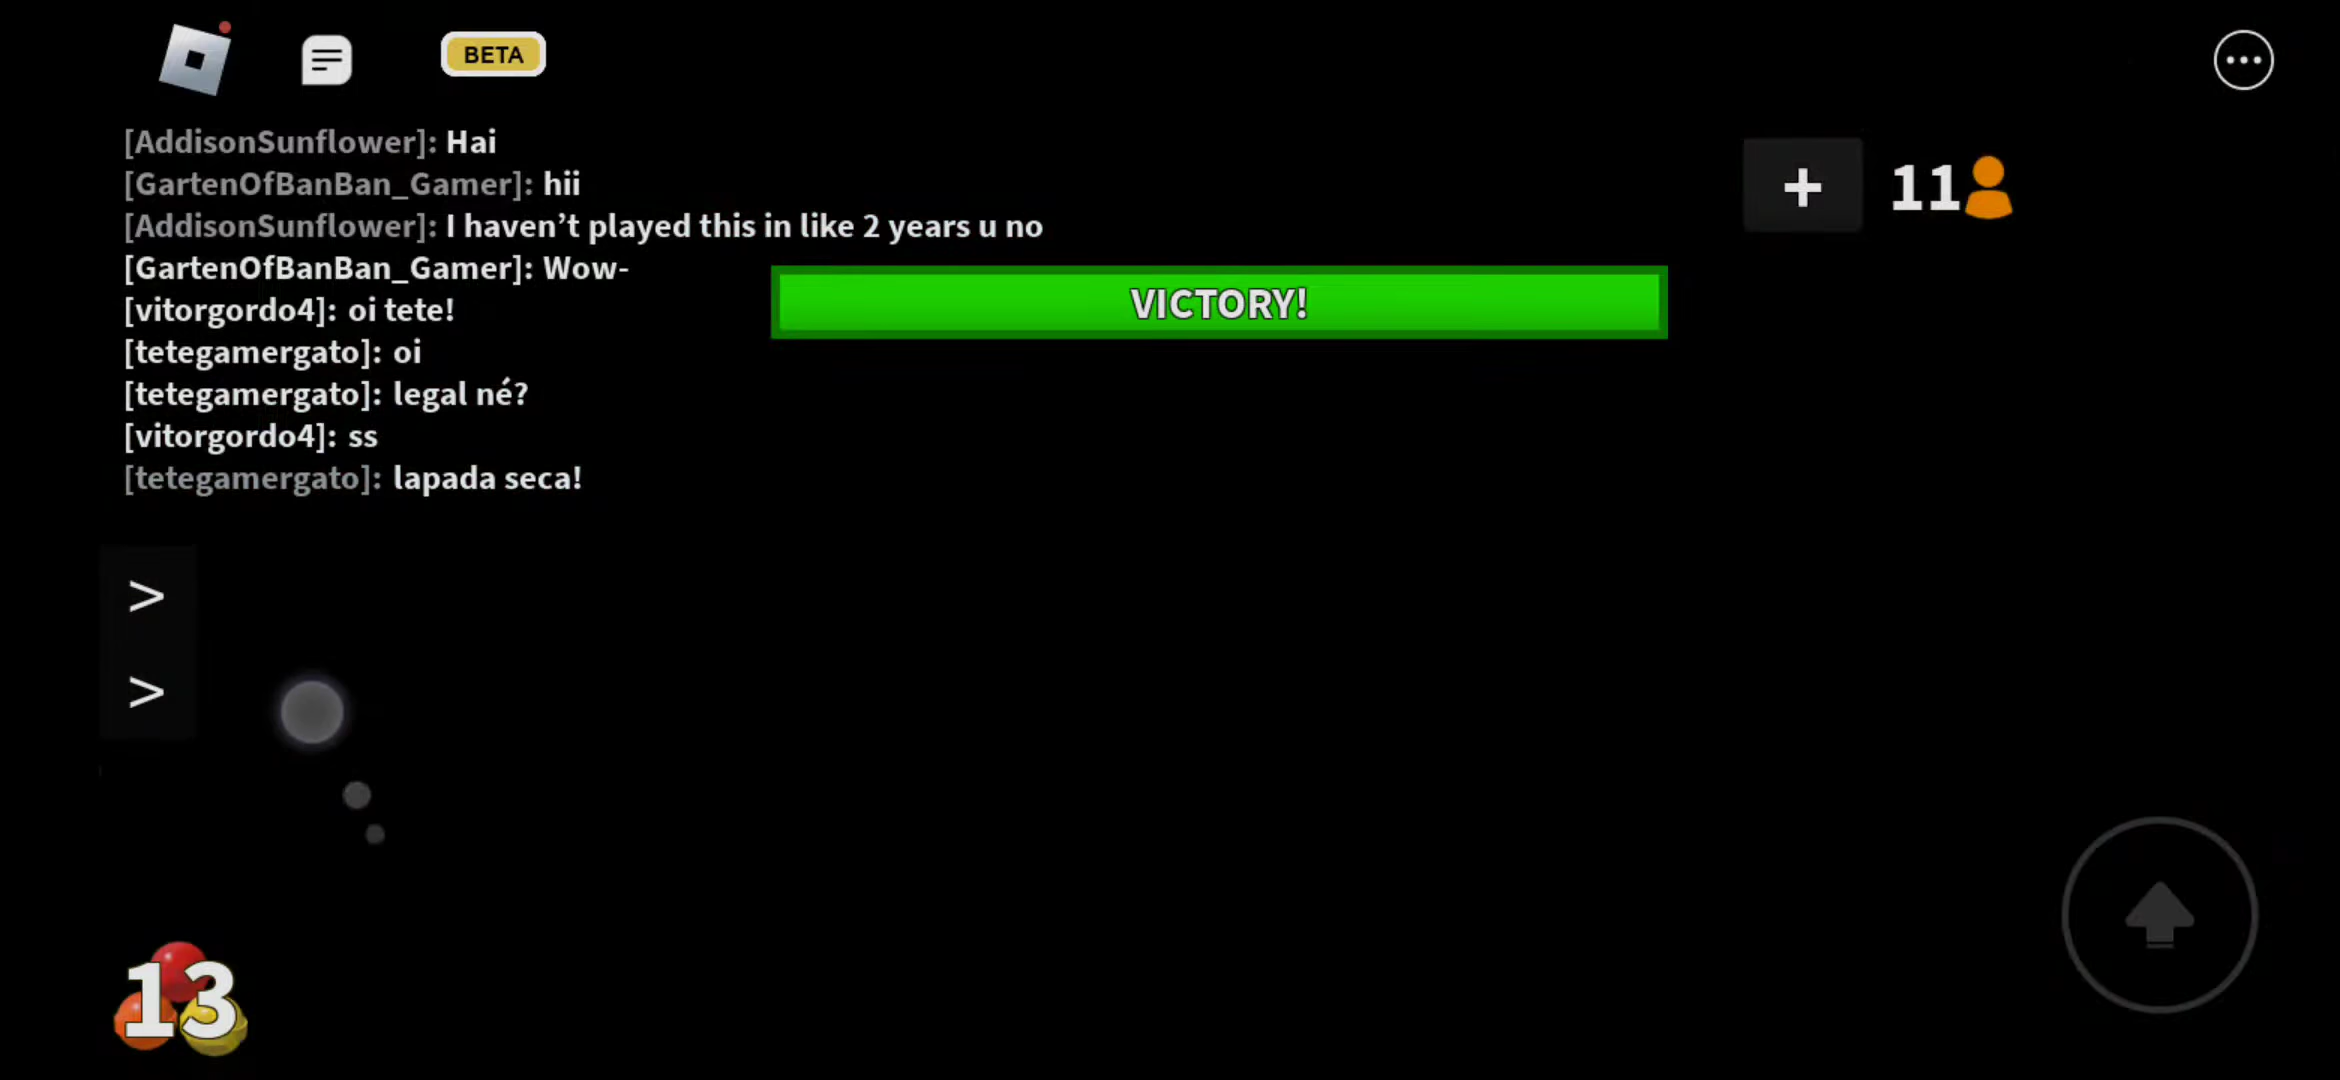 BETA
[AddisonSunflower]: Hai
[GartenOfBanBan_Gamer]: hii
[AddisonSunflower]: I haven’t played this in like 2 years u no
[GartenOfBanBan_Gamer]: Wow-
[vitorgordo4]: oi tete!
[tetegamergato]: oi
[tetegamergato]: legal né?
[vitorgordo4]: ss
[tetegamergato]: lapada seca!
VICTORY!
+ 11
>
>
13